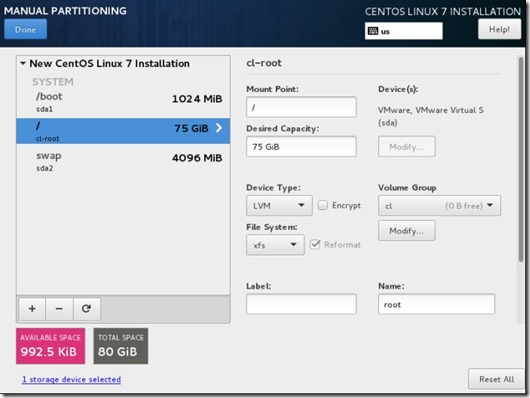 MANUAL PARTITIONING
CENTOS LINUX 7 INSTALLATION
Done
us
Help!
New CentOS Linux 7 Installation
SYSTEM
/boot 1024 MiB
sda1
/ 75 GiB
cl-root
swap 4096 MiB
sda2
+ −
AVAILABLE SPACE
992.5 KiB
TOTAL SPACE
80 GiB
1 storage device selected
cl-root
Mount Point:
/
Device(s):
VMware, VMware Virtual S
(sda)
Desired Capacity:
75 GiB
Modify...
Device Type:
LVM
Encrypt
Volume Group
cl (0 B free)
File System:
xfs
Reformat
Modify...
Label:
Name:
root
Reset All